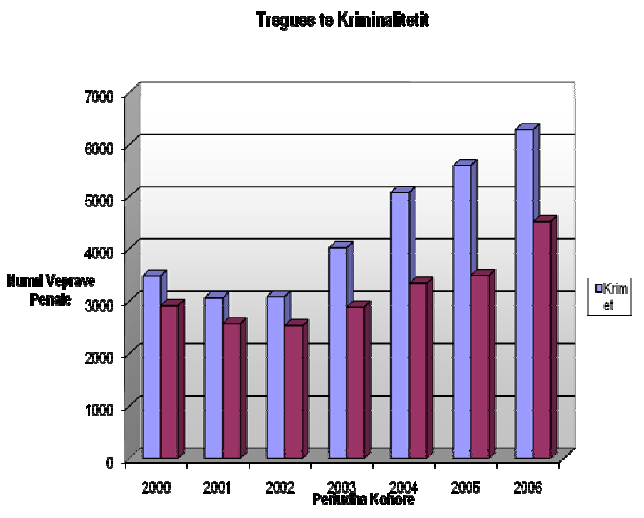 Tregues te Kriminalitetit
7000
6000
5000
4000
3000
2000
1000
0
Numii Veprave
Penale
2000 2001 2002 2003 2004 2005 2006
Periudha Kohore
Krim
et